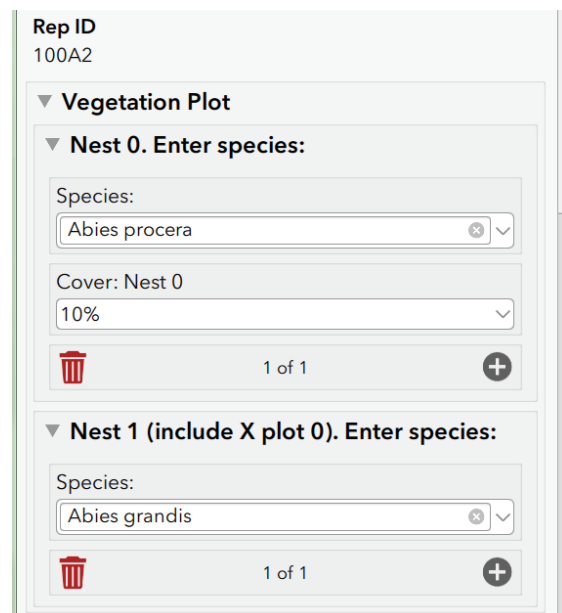 Rep ID
100A2
Vegetation Plot
Nest 0. Enter species:
Species:
Abies procera
Cover: Nest 0
10%
1 of 1
Nest 1 (include X plot 0). Enter species:
Species:
Abies grandis
1 of 1